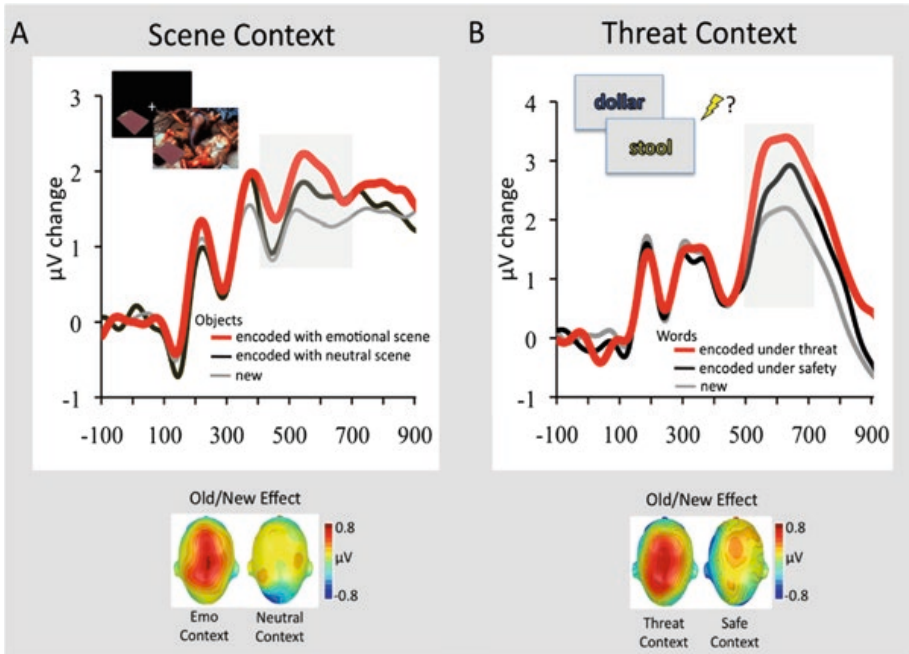 A
Scene Context
3
2
1
0
-1
µV change
+
Objects
encoded with emotional scene
encoded with neutral scene
new
-100 100 300 500 700 900
Old/New Effect
0.8
µV
-0.8
Emo
Context
Neutral
Context
B
Threat Context
4
3
2
1
0
-1
µV change
dollar
stool
?
Words
encoded under threat
encoded under safety
new
-100 100 300 500 700 900
Old/New Effect
0.8
µV
-0.8
Threat
Context
Safe
Context